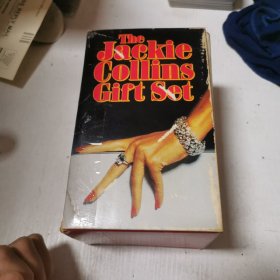 The
Jackie
Collins
Gift Set